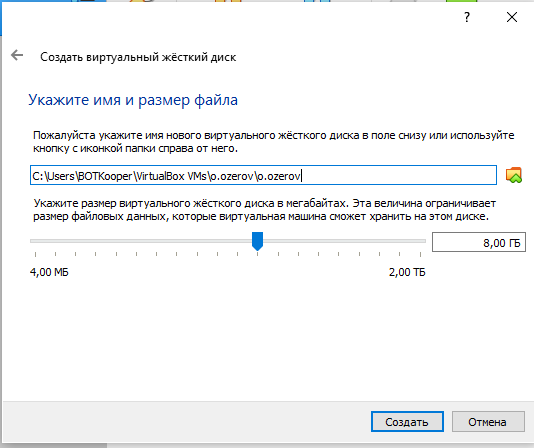 ?
Создать виртуальный жёсткий диск
Укажите имя и размер файла
Пожалуйста укажите имя нового виртуального жёсткого диска в поле снизу или используйте
кнопку с иконкой папки справа от него.
C:\Users\BOTKooper\VirtualBox VMs\o.ozerov\o.ozerov
Укажите размер виртуального жёсткого диска в мегабайтах. Эта величина ограничивает
размер файловых данных, которые виртуальная машина сможет хранить на этом диске.
8,00 ГБ
4,00 МБ 2,00 ТБ
Создать Отмена